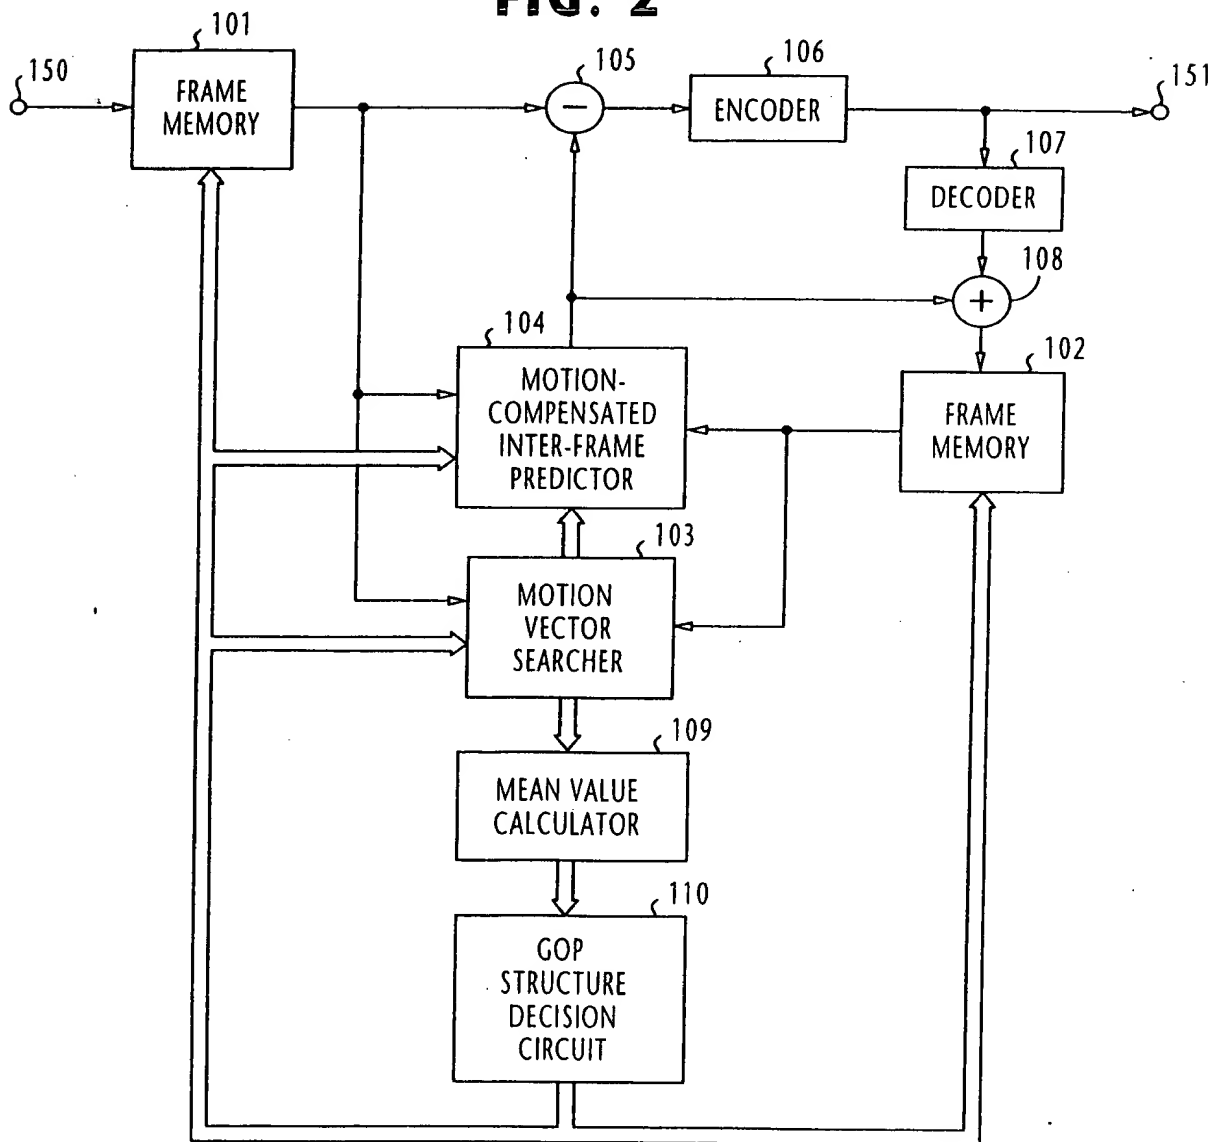 FIG. 2
101
150
FRAME
MEMORY
105
106
ENCODER
151
107
DECODER
108
104
MOTION-
COMPENSATED
INTER-FRAME
PREDICTOR
102
FRAME
MEMORY
103
MOTION
VECTOR
SEARCHER
109
MEAN VALUE
CALCULATOR
110
GOP
STRUCTURE
DECISION
CIRCUIT